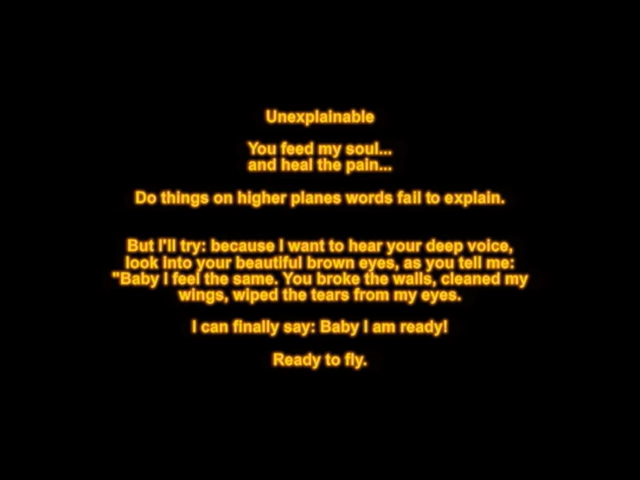 Unexplainable
You feed my soul...
and heal the pain...
Do things on higher planes words fail to explain.
But I'll try: because I want to hear your deep voice,
look into your beautiful brown eyes, as you tell me:
"Baby I feel the same. You broke the walls, cleaned my
wings, wiped the tears from my eyes.
I can finally say: Baby I am ready!
Ready to fly.